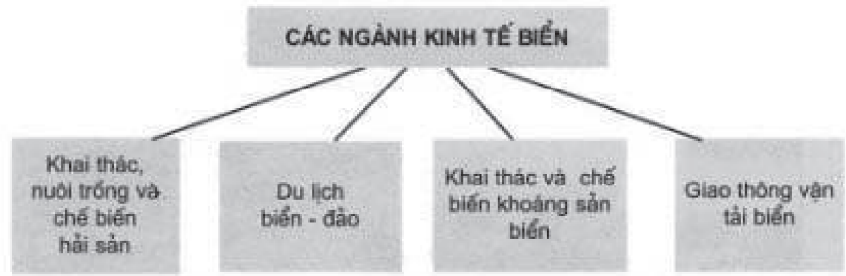 CÁC NGÀNH KINH TẾ BIỂN
Khai thác,
nuôi trồng và
chế biến
hải sản
Du lịch
biển - đảo
Khai thác và chế
biến khoáng sản
biển
Giao thông vận
tải biển